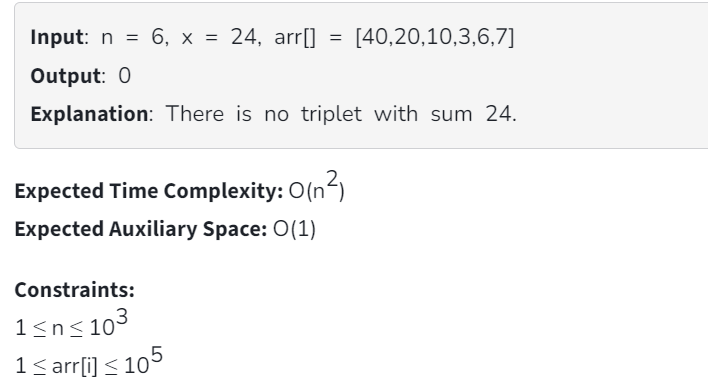 Input: n = 6, x = 24, arr[] = [40,20,10,3,6,7]
Output: 0
Explanation: There is no triplet with sum 24.
Expected Time Complexity: O(n²)
Expected Auxiliary Space: O(1)
Constraints:
1 ≤ n ≤ 10³
1 ≤ arr[i] ≤ 10⁵